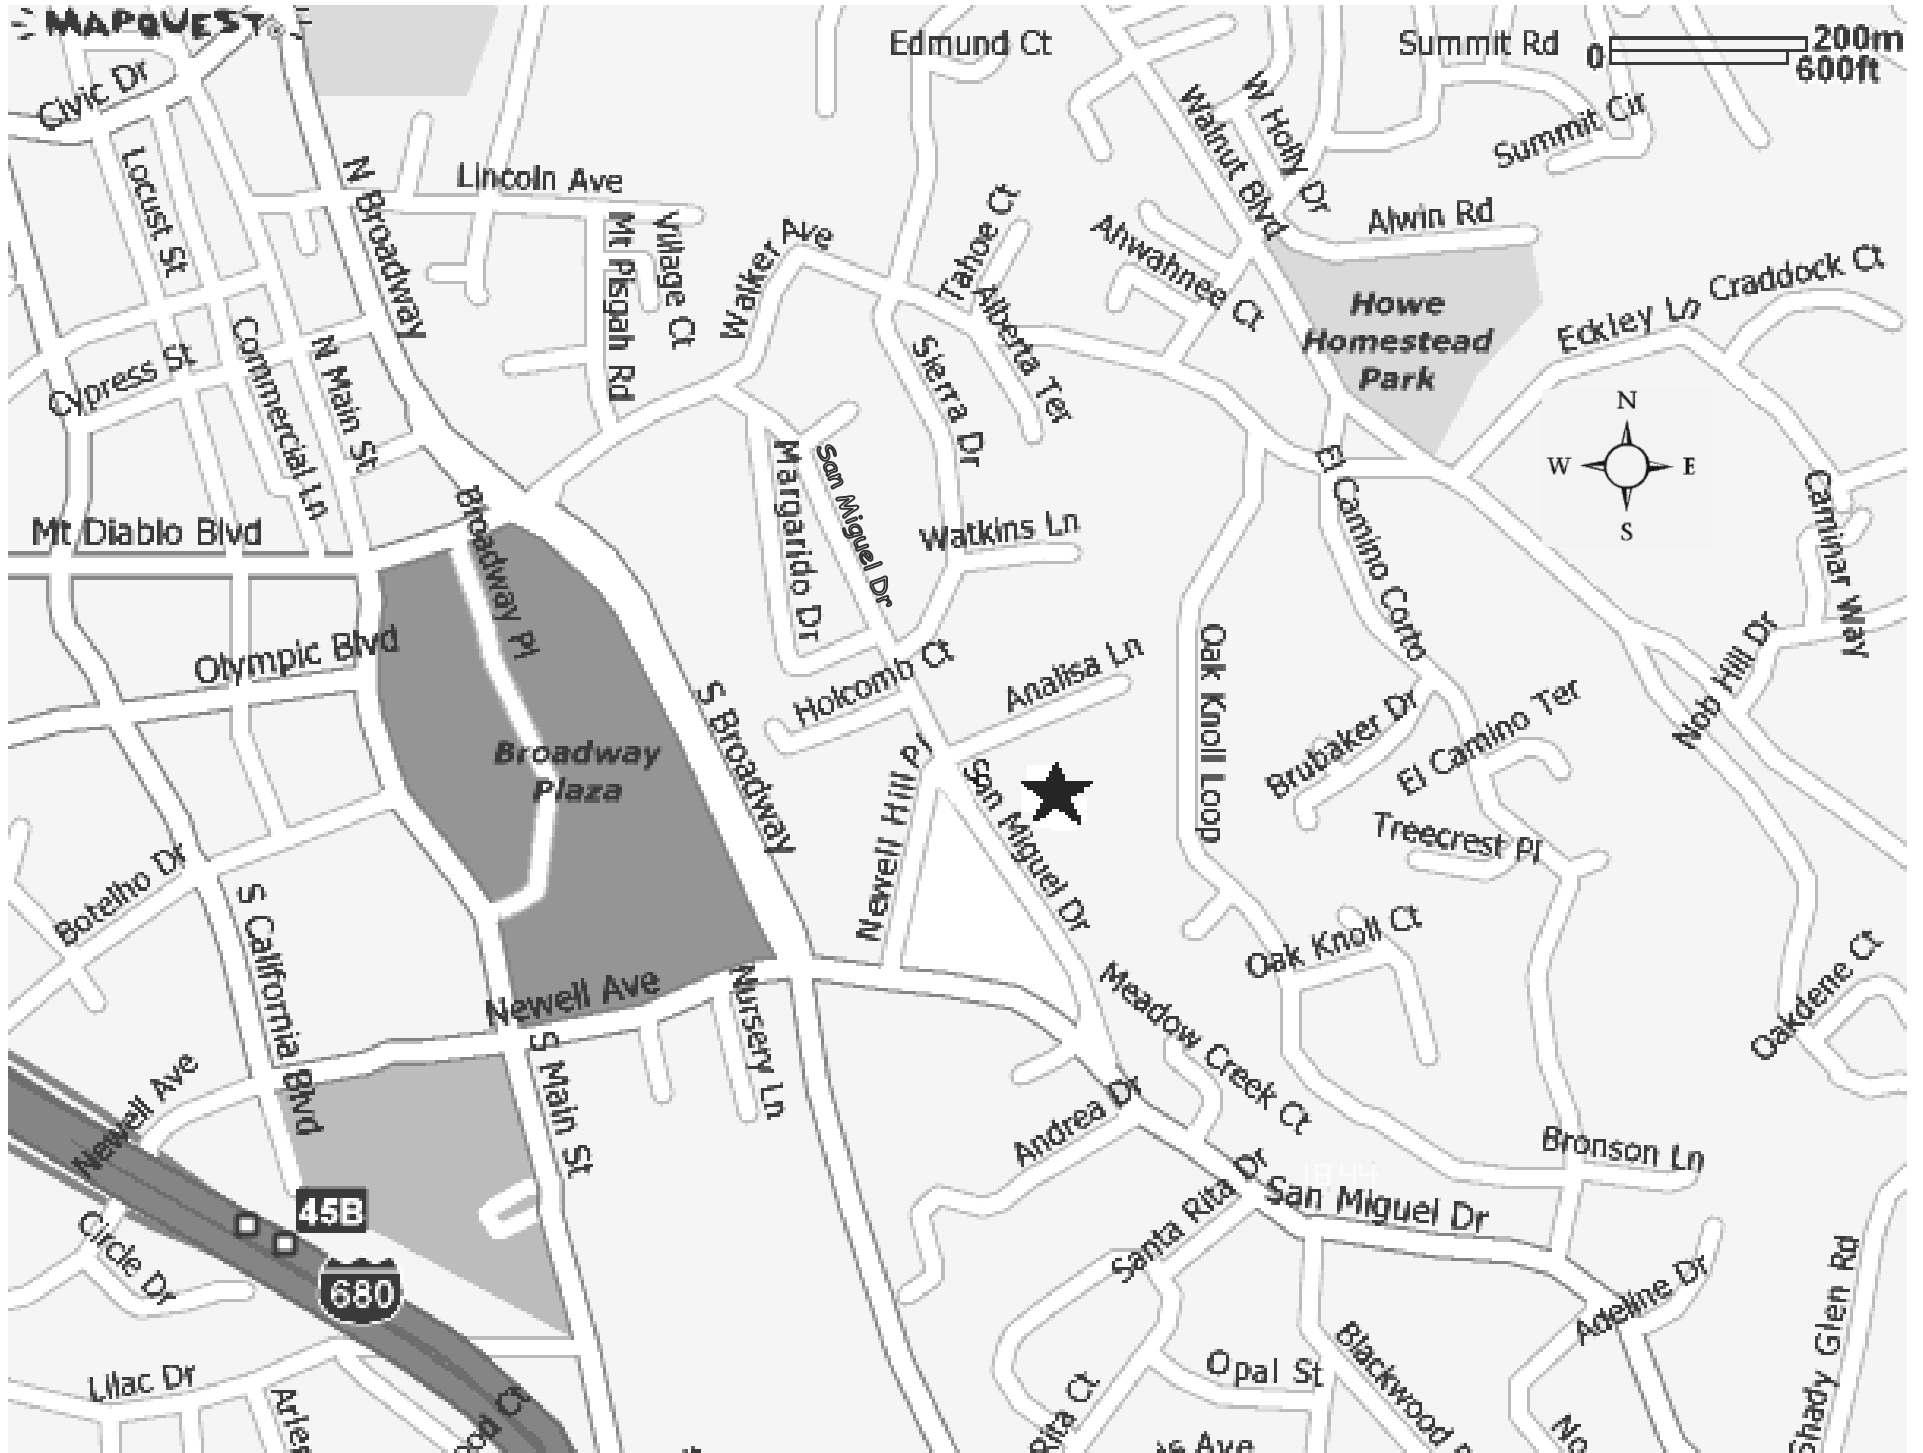 MAPQUEST
Edmund Ct
Summit Rd
0
200m
600ft
Civic Dr
Walnut Blvd
W Holly Dr
Summit Cir
Locust St
N Broadway
Lincoln Ave
Mt Pisgah Rd
Village Ct
Walker Ave
Tahoe Ct
Ahwahnee Ct
Alwin Rd
Craddock Ct
Eckley Ln
Howe
Homestead
Park
Cypress St
Commercial Ln
N Main St
Sierra Dr
Alberta Ter
N
W
E
S
Mt Diablo Blvd
Broadway Pl
Margarido Dr
San Miguel Dr
Watkins Ln
El Camino Corto
Caminar Way
Olympic Blvd
Holcomb Ct
Analisa Ln
Oak Knoll Loop
Nob Hill Dr
Broadway
Plaza
S Broadway
Newell Hill Pl
San Miguel Dr
Brubaker Dr
El Camino Ter
Treecrest Pl
Botelho Dr
S California Blvd
Oak Knoll Ct
Oakdene Ct
Newell Ave
Nursery Ln
Meadow Creek Ct
Newell Ave
S Main St
Andrea Dr
Bronson Ln
45B
Santa Rita Dr
San Miguel Dr
Circle Dr
680
Adeline Dr
Shady Glen Rd
Lilac Dr
Opal St
Blackwood
Arle
Rita Ct
Ave
No